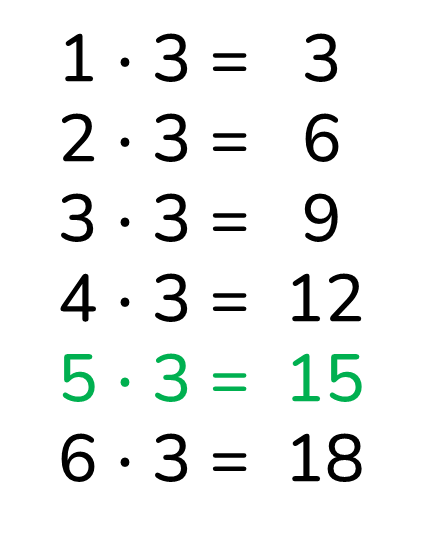 1 · 3 = 3
2 · 3 = 6
3 · 3 = 9
4 · 3 = 12
5 · 3 = 15
6 · 3 = 18